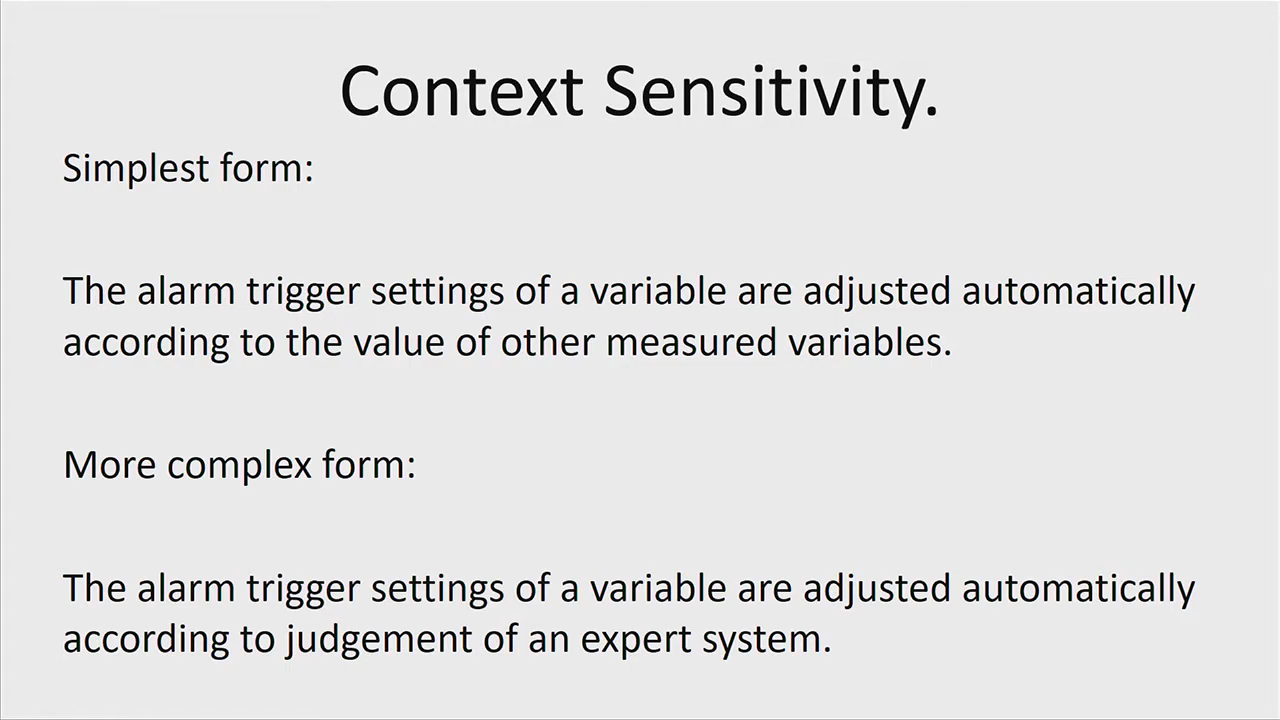 Context Sensitivity.
Simplest form:
The alarm trigger settings of a variable are adjusted automatically
according to the value of other measured variables.
More complex form:
The alarm trigger settings of a variable are adjusted automatically
according to judgement of an expert system.